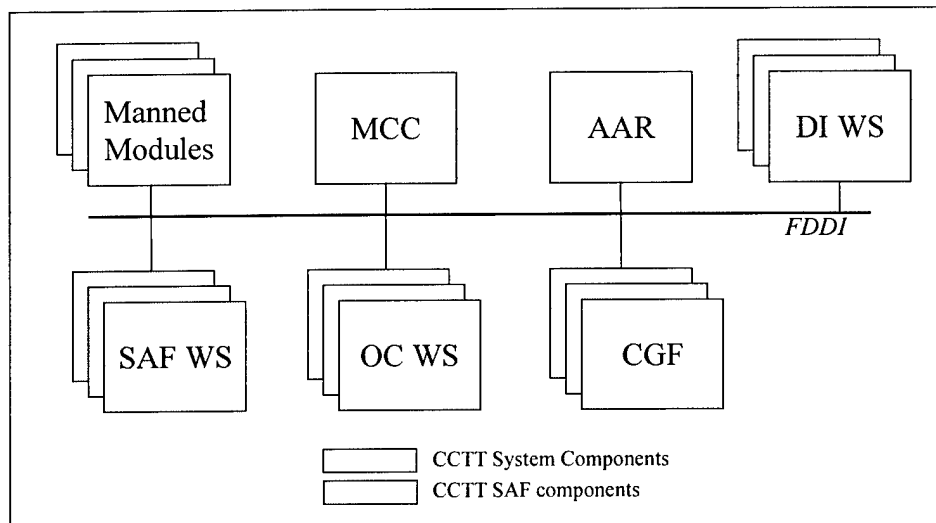 Manned
Modules
MCC
AAR
DI WS
FDDI
SAF WS
OC WS
CGF
CCTT System Components
CCTT SAF components